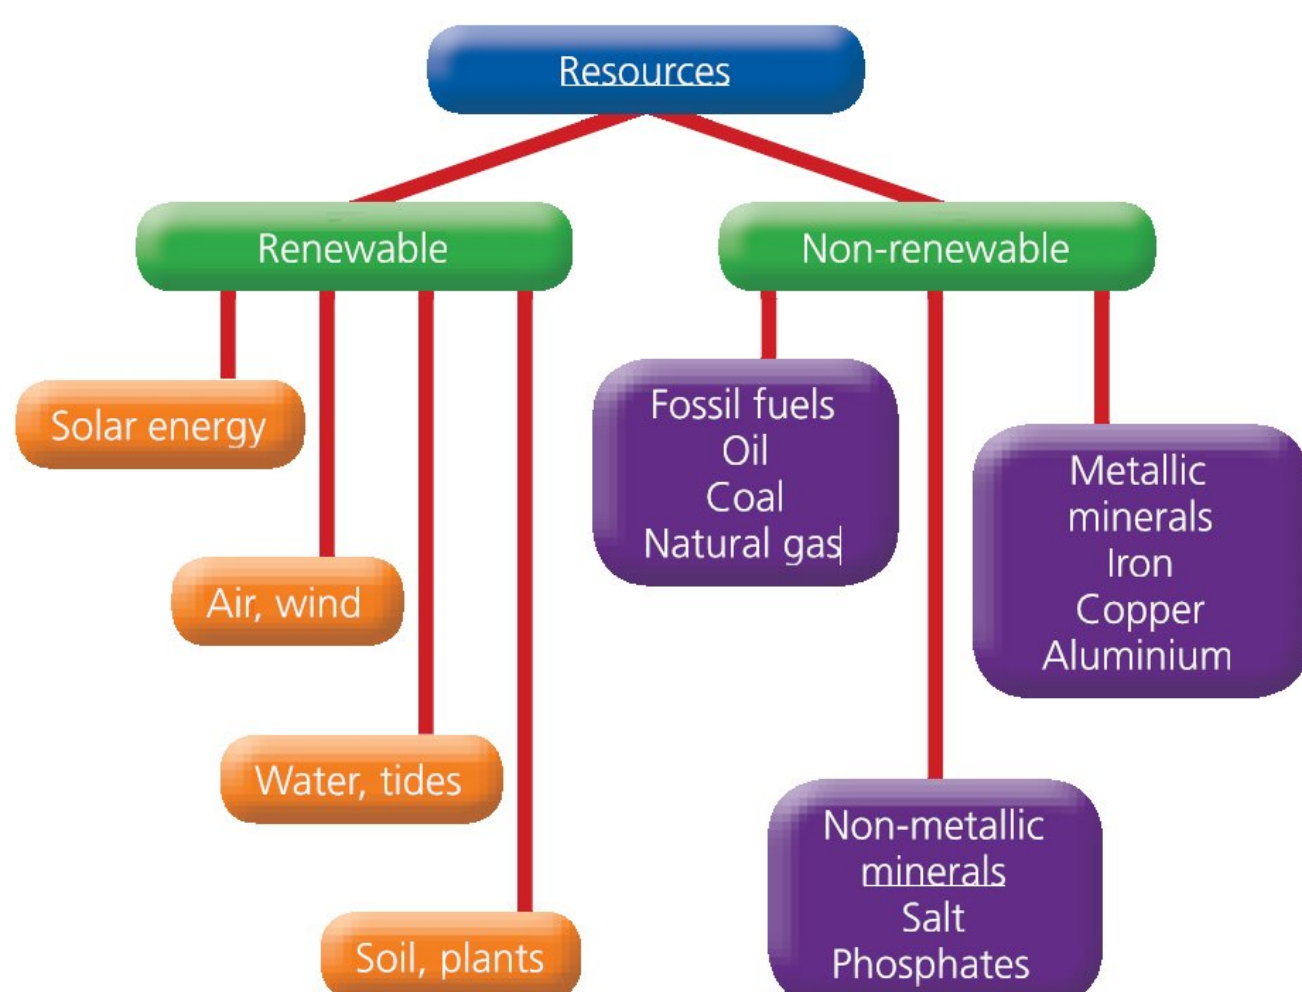 Resources
Renewable
Non-renewable
Solar energy
Air, wind
Water, tides
Soil, plants
Fossil fuels
Oil
Coal
Natural gas
Non-metallic
minerals
Salt
Phosphates
Metallic
minerals
Iron
Copper
Aluminium